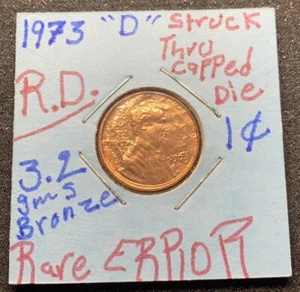 1973 "D" Struck
Thru
Capped
Die
R.D.
1¢
3.2
gms
Bronze
Rare ERROR